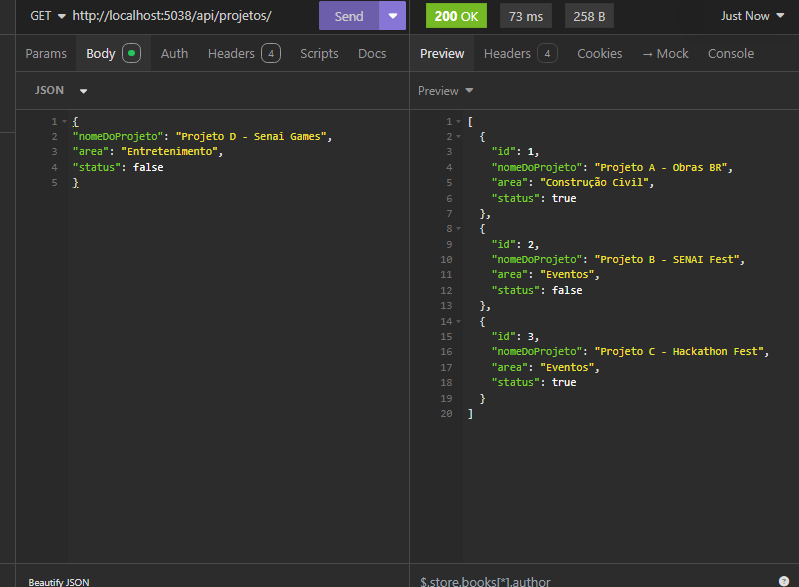 GET http://localhost:5038/api/projetos/ Send
Params Body Auth Headers 4 Scripts Docs
JSON
1 {
2 "nomeDoProjeto": "Projeto D - Senai Games",
3 "area": "Entretenimento",
4 "status": false
5 }
Beautify JSON
200 OK 73 ms 258 B Just Now
Preview Headers 4 Cookies → Mock Console
Preview
1 [
2 {
3 "id": 1,
4 "nomeDoProjeto": "Projeto A - Obras BR",
5 "area": "Construção Civil",
6 "status": true
7 },
8 {
9 "id": 2,
10 "nomeDoProjeto": "Projeto B - SENAI Fest",
11 "area": "Eventos",
12 "status": false
13 },
14 {
15 "id": 3,
16 "nomeDoProjeto": "Projeto C - Hackathon Fest",
17 "area": "Eventos",
18 "status": true
19 }
20 ]
$.store.books[*].author ?